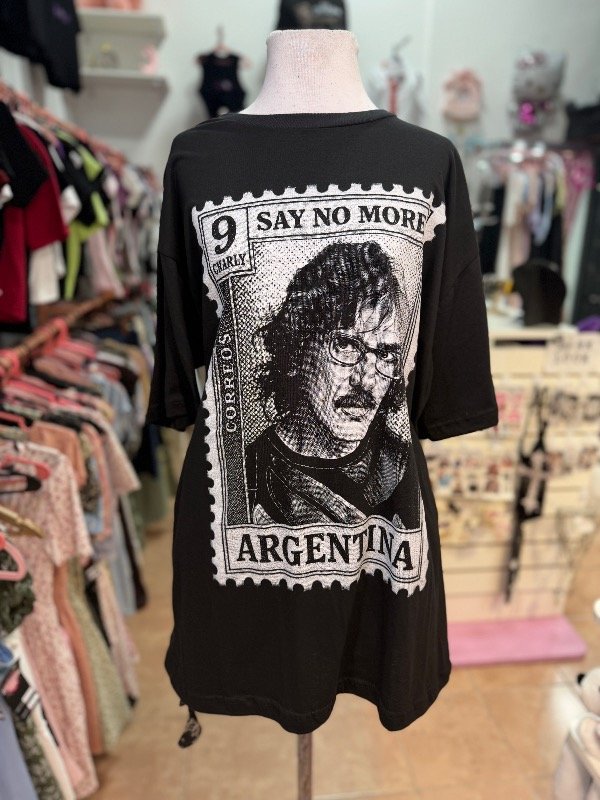 9
CHARLY
SAY NO MORE
CORREOS
ARGENTINA